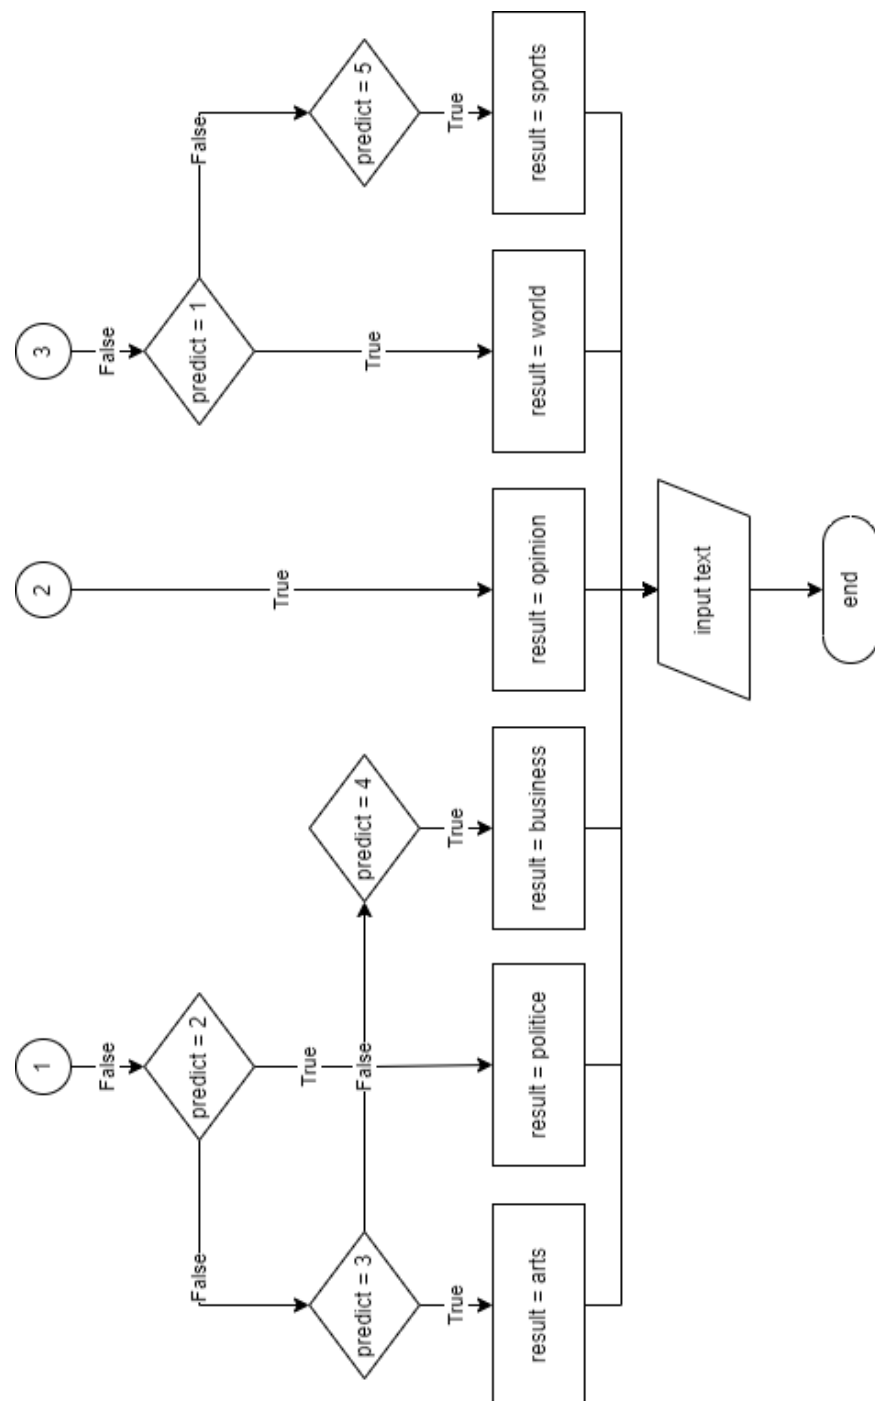 1
2
3
False
False
predict = 2
predict = 1
True
False
True
False
True
predict = 3
False
predict = 4
predict = 5
True
True
True
result = arts
result = politice
result = business
result = opinion
result = world
result = sports
input text
end